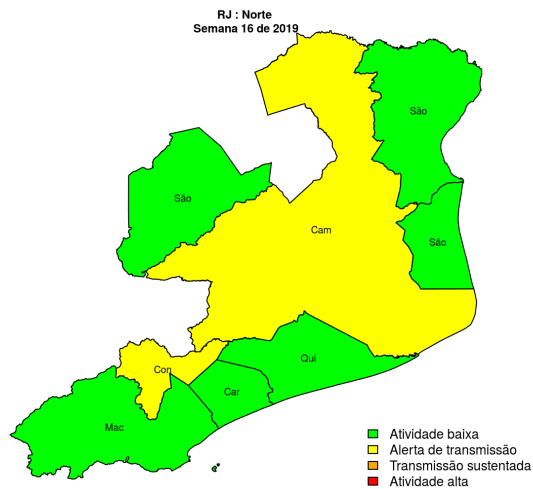 RJ : Norte
Semana 16 de 2019
São
São
Cam
São
Qui
Con
Car
Mac
Atividade baixa
Alerta de transmissão
Transmissão sustentada
Atividade alta